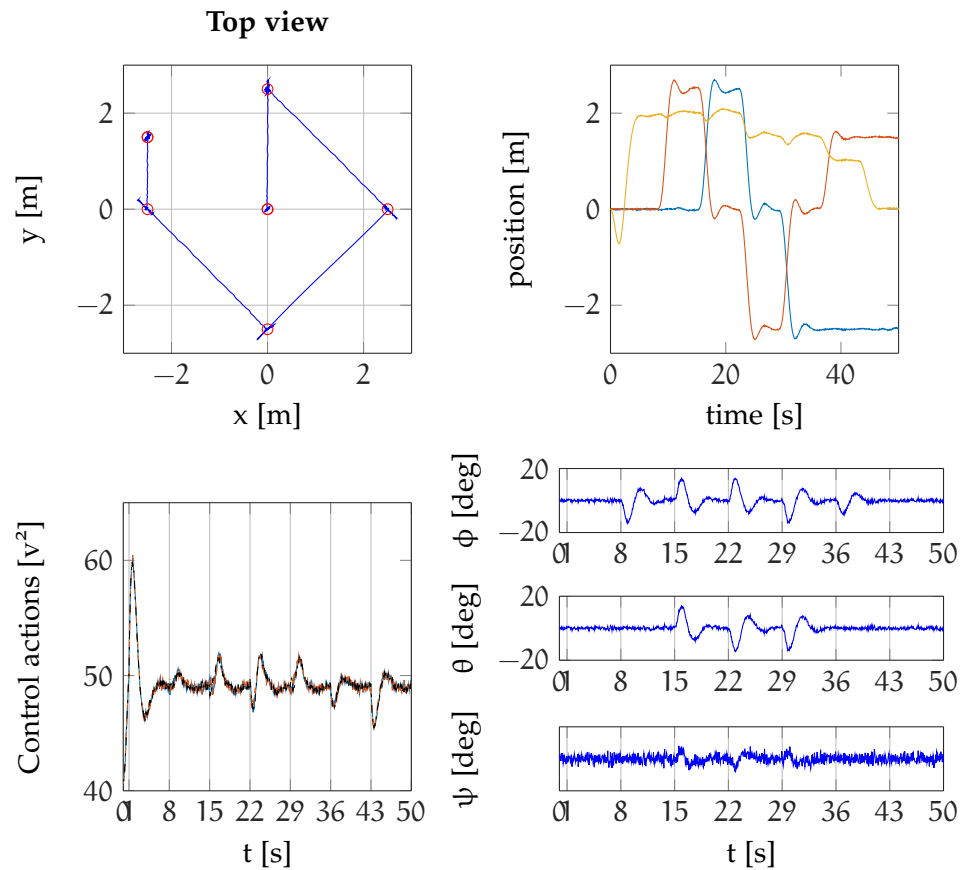 Top view
y [m]
2
0
−2
−2 0 2
x [m]
position [m]
2
0
−2
0 20 40
time [s]
Control actions [v²]
60
50
40
0 1 8 15 22 29 36 43 50
t [s]
ϕ [deg]
20
−20
0 1 8 15 22 29 36 43 50
θ [deg]
20
−20
0 1 8 15 22 29 36 43 50
ψ [deg]
0 1 8 15 22 29 36 43 50
t [s]